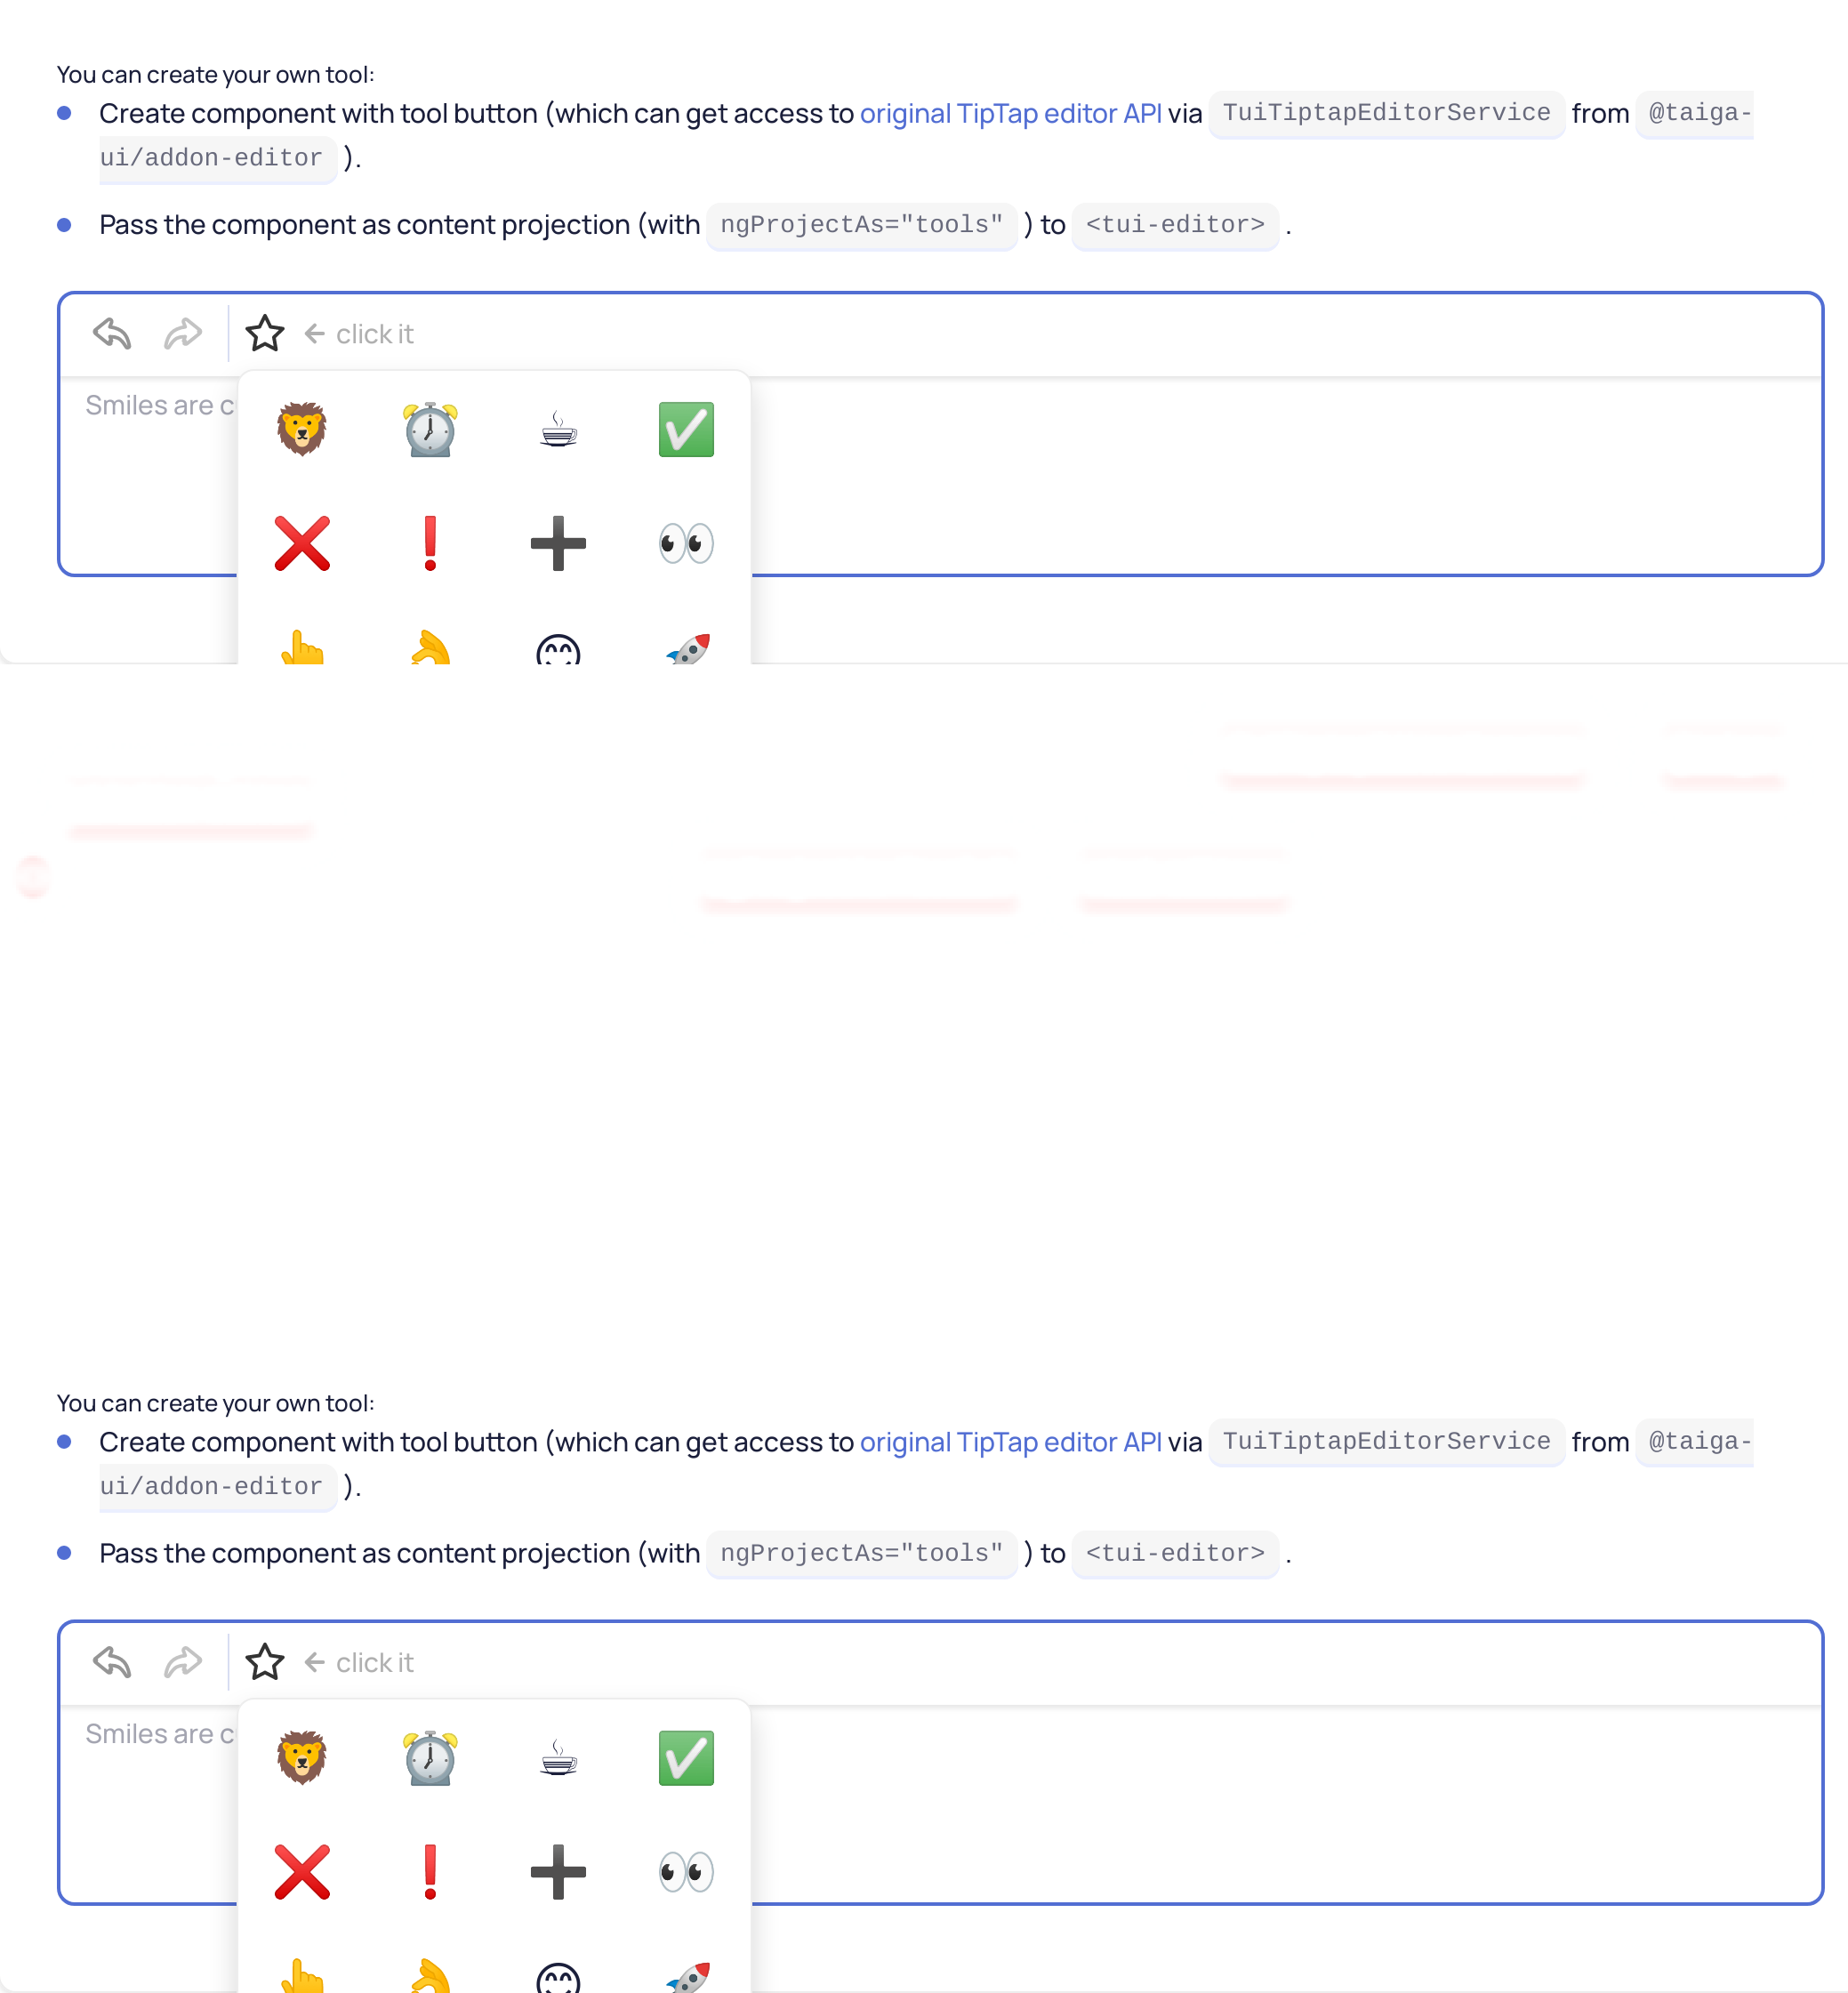 You can create your own tool:
Create component with tool button (which can get access to original TipTap editor API via TuiTiptapEditorService from @taiga-
ui/addon-editor ).
Pass the component as content projection (with ngProjectAs="tools" ) to <tui-editor> .
click it
Smiles are c
You can create your own tool:
Create component with tool button (which can get access to original TipTap editor API via TuiTiptapEditorService from @taiga-
ui/addon-editor ).
Pass the component as content projection (with ngProjectAs="tools" ) to <tui-editor> .
click it
Smiles are c